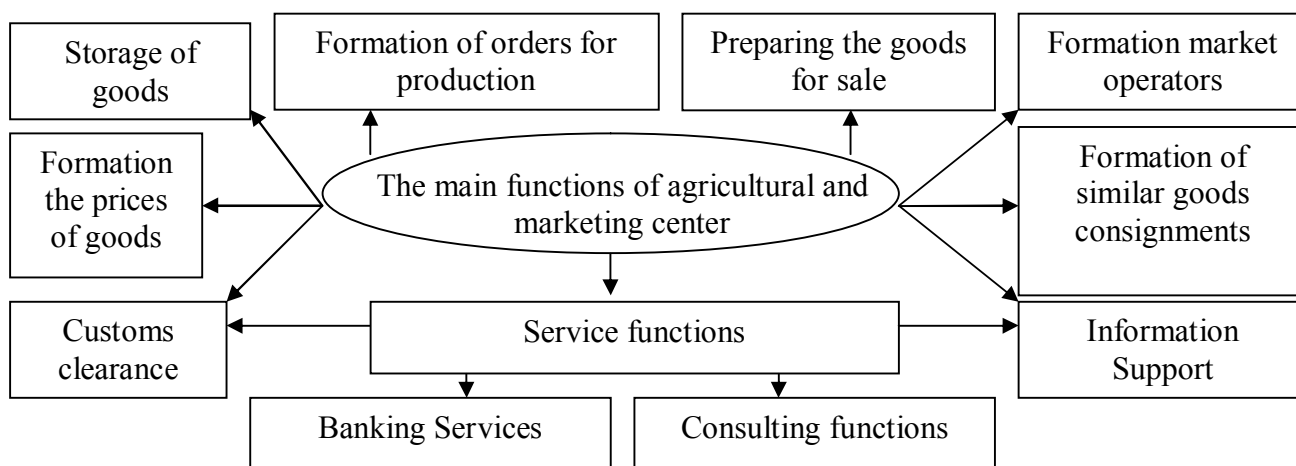 Storage of
goods
Formation of orders for
production
Preparing the goods
for sale
Formation market
operators
Formation
the prices
of goods
The main functions of agricultural and
marketing center
Formation of
similar goods
consignments
Customs
clearance
Service functions
Information
Support
Banking Services
Consulting functions